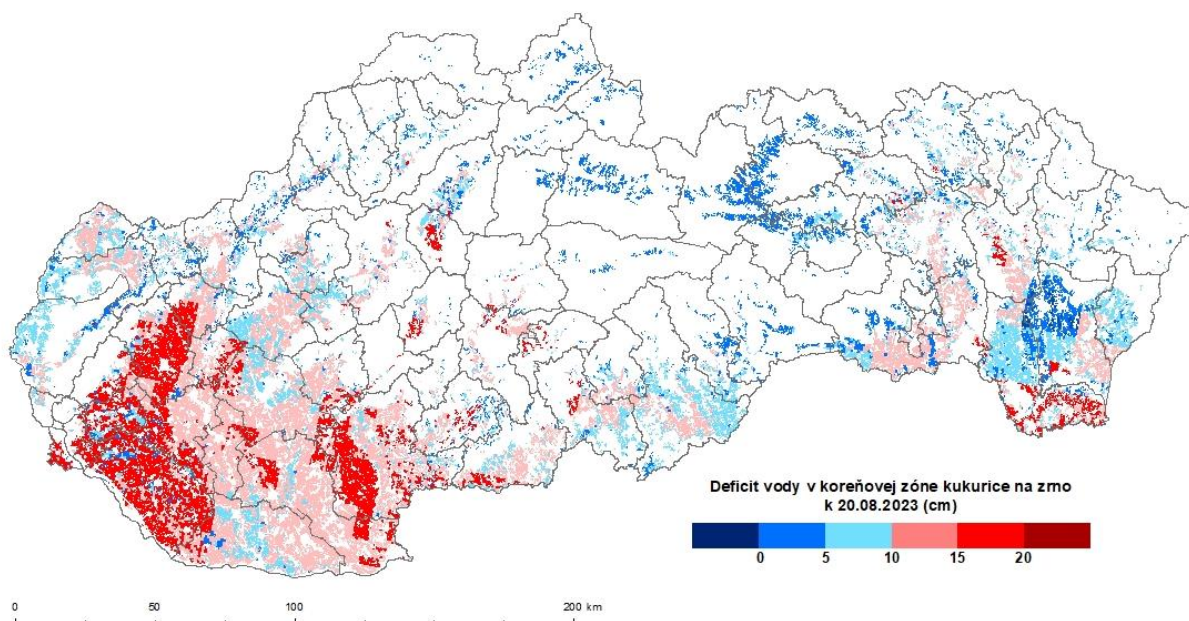 Deficit vody v koreňovej zóne kukurice na zrno
k 20.08.2023 (cm)
0 5 10 15 20
0 50 100 200 km